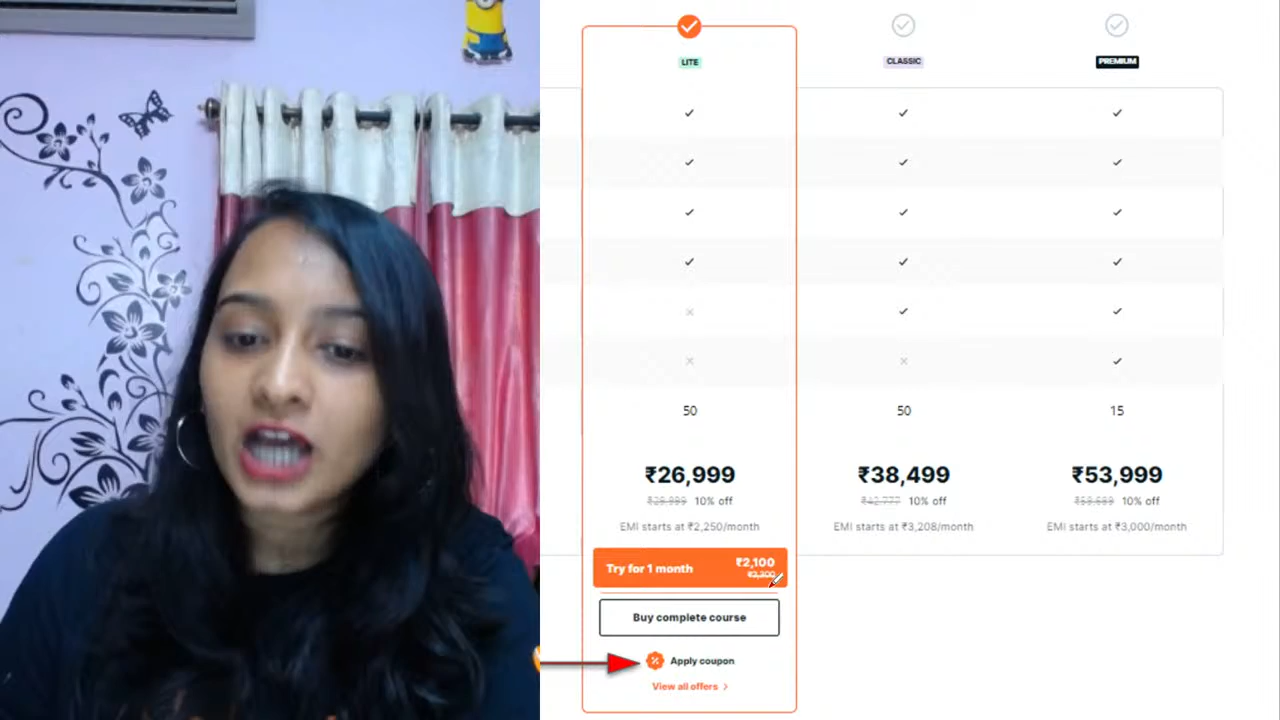 LITE CLASSIC PREMIUM
50 50 15
₹26,999 ₹38,499 ₹53,999
10% off ₹42,777 10% off 10% off
EMI starts at ₹2,250/month EMI starts at ₹3,208/month EMI starts at ₹3,000/month
Try for 1 month ₹2,100
Buy complete course
Apply coupon
View all offers